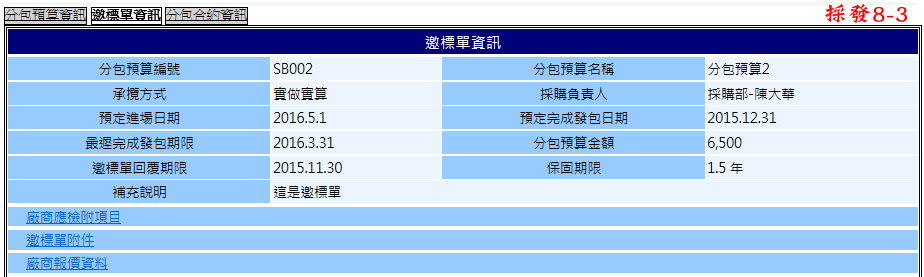 分包預算資訊 邀標單資訊 分包合約資訊 採發8-3
邀標單資訊
分包預算編號 SB002 分包預算名稱 分包預算2
承攬方式 實做實算 採購負責人 採購部-陳大華
預定進場日期 2016.5.1 預定完成發包日期 2015.12.31
最遲完成發包期限 2016.3.31 分包預算金額 6,500
邀標單回覆期限 2015.11.30 保固期限 1.5 年
補充說明 這是邀標單
廠商應檢附項目
邀標單附件
廠商報價資料